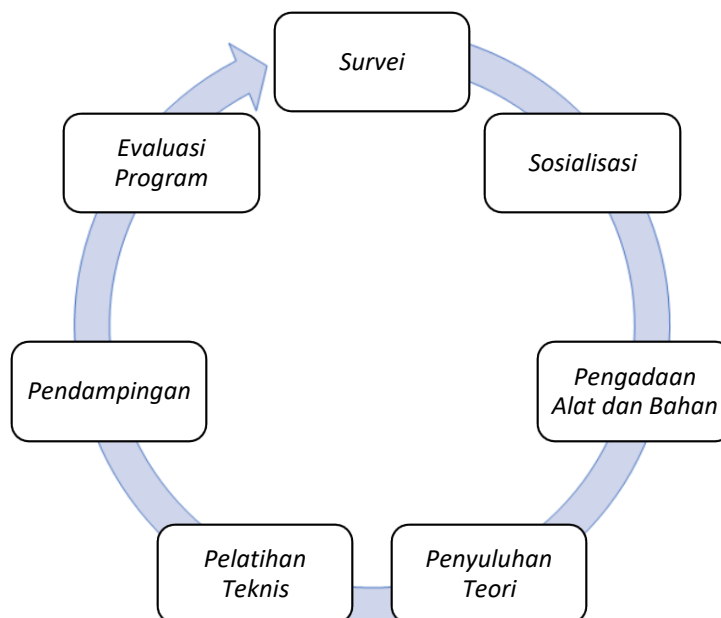 Survei
Sosialisasi
Pengadaan
Alat dan Bahan
Penyuluhan
Teori
Pelatihan
Teknis
Pendampingan
Evaluasi
Program